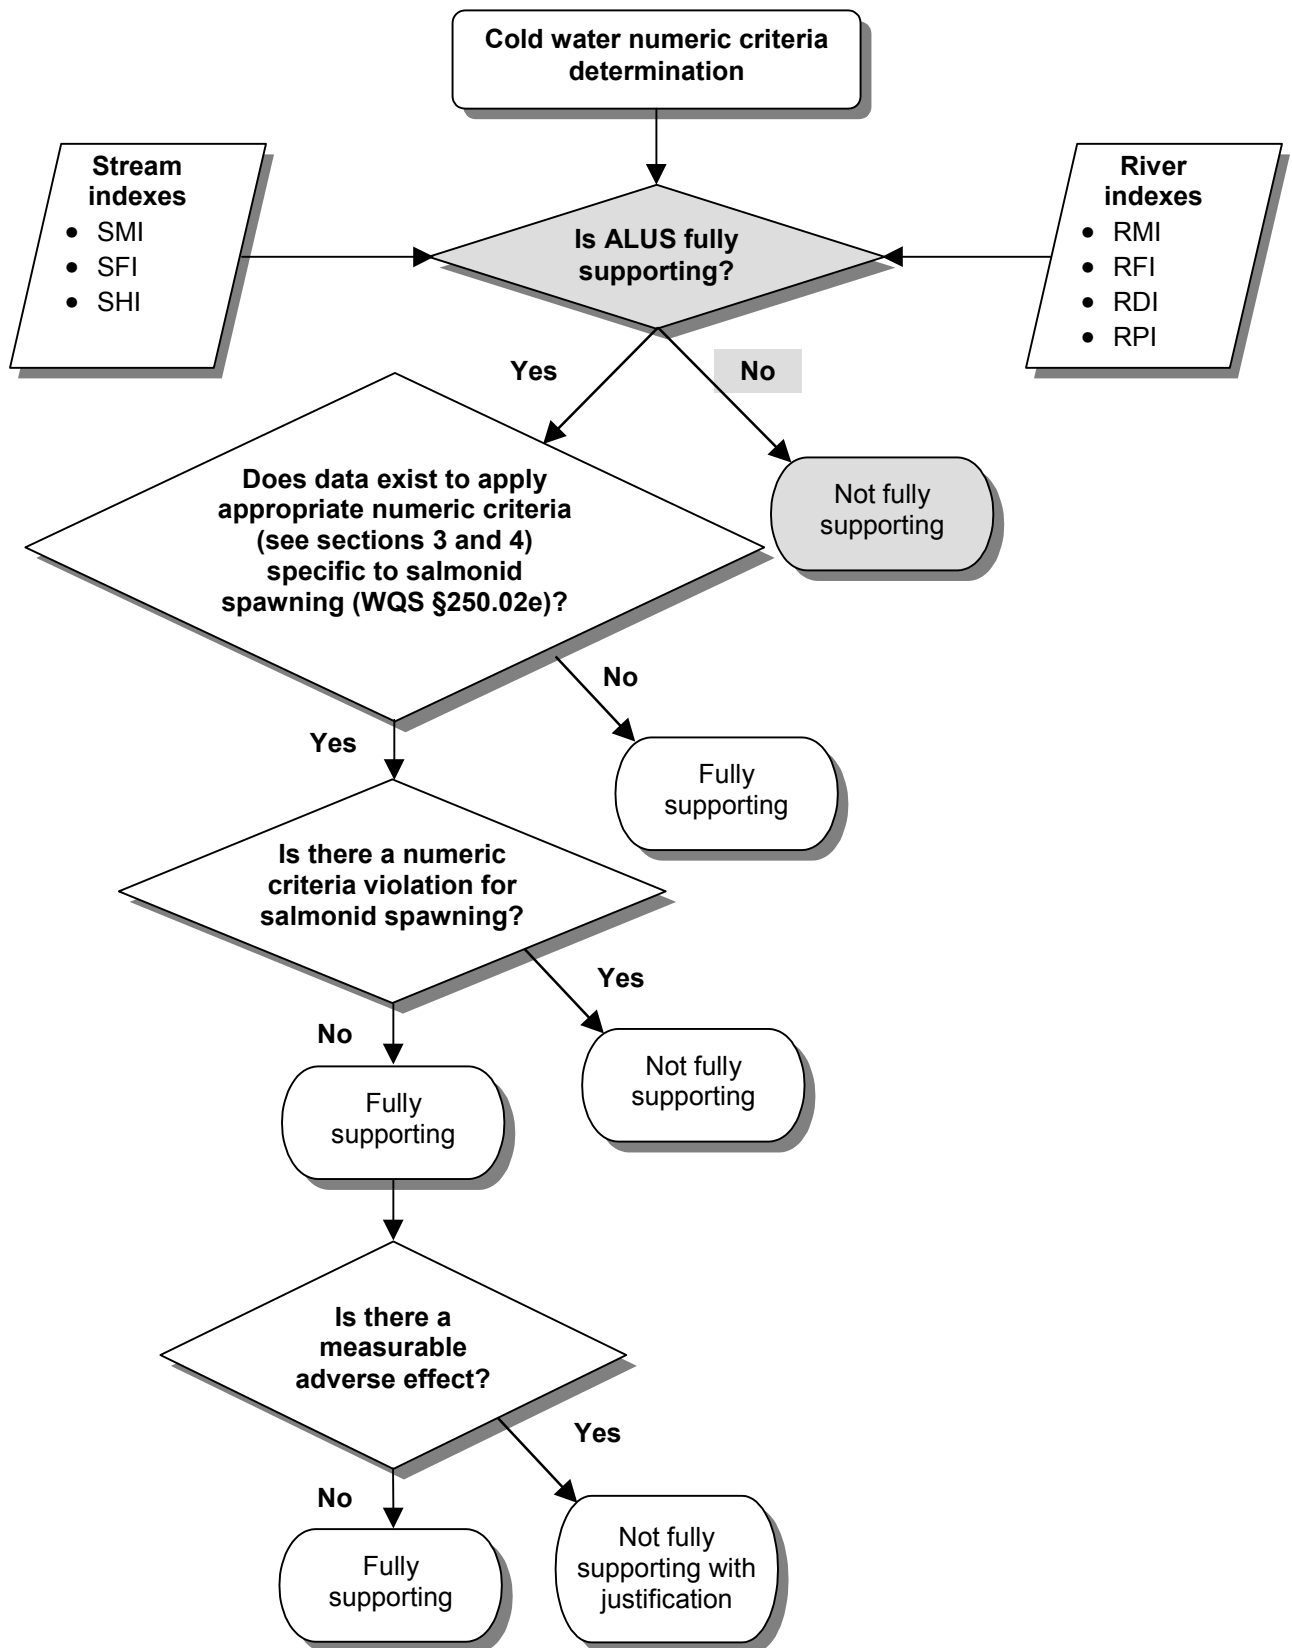 Cold water numeric criteria
determination
Stream
indexes
• SMI
• SFI
• SHI
Is ALUS fully
supporting?
River
indexes
• RMI
• RFI
• RDI
• RPI
Yes
No
Does data exist to apply
appropriate numeric criteria
(see sections 3 and 4)
specific to salmonid
spawning (WQS §250.02e)?
Not fully
supporting
No
Yes
Fully
supporting
Is there a numeric
criteria violation for
salmonid spawning?
Yes
No
Not fully
supporting
Fully
supporting
Is there a
measurable
adverse effect?
Yes
No
Not fully
supporting with
justification
Fully
supporting